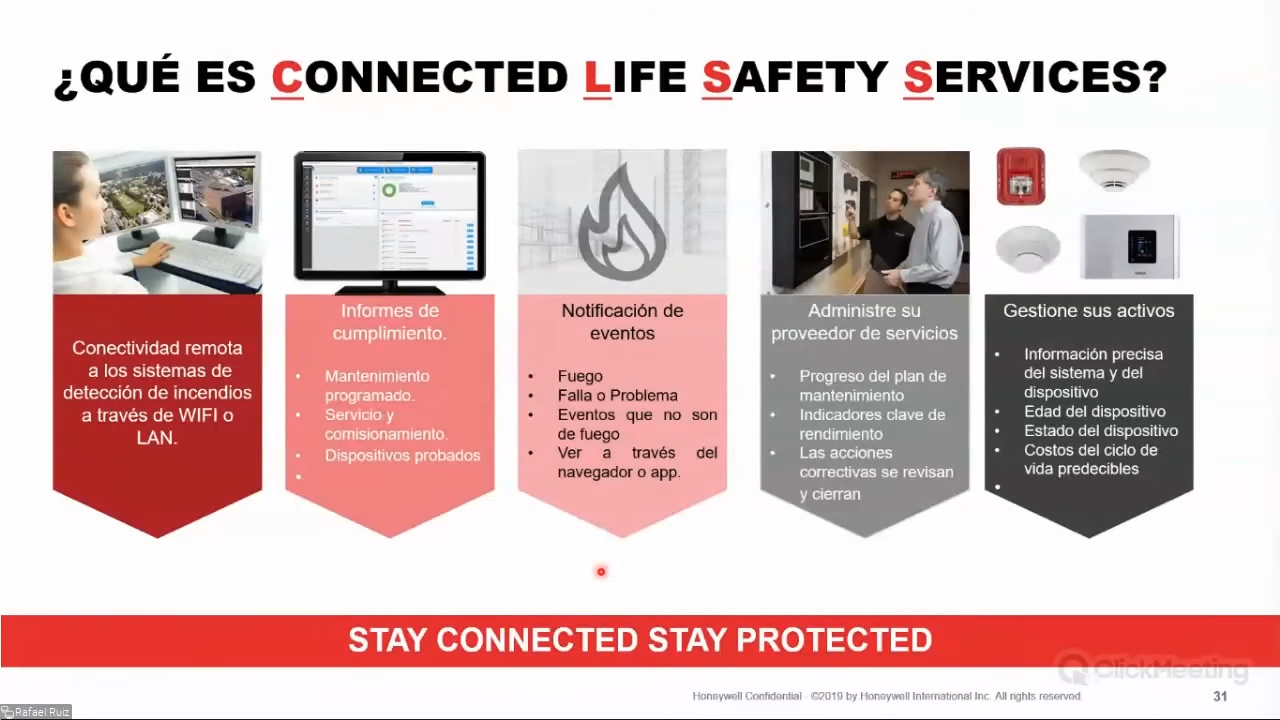 ¿QUÉ ES CONNECTED LIFE SAFETY SERVICES?
Conectividad remota
a los sistemas de
detección de incendios
a través de WIFI o
LAN.
Informes de
cumplimiento.
• Mantenimiento
programado.
• Servicio y
comisionamiento.
• Dispositivos probados
•
Notificación de
eventos
• Fuego
• Falla o Problema
• Eventos que no son
de fuego
• Ver a través del
navegador o app.
Administre su
proveedor de servicios
• Progreso del plan de
mantenimiento
• Indicadores clave de
rendimiento
• Las acciones
correctivas se revisan
y cierran
Gestione sus activos
• Información precisa
del sistema y del
dispositivo
• Edad del dispositivo
• Estado del dispositivo
• Costos del ciclo de
vida predecibles
•
STAY CONNECTED STAY PROTECTED
ClickMeeting
Honeywell Confidential - ©2019 by Honeywell International Inc. All rights reserved.
31
Rafael Ruiz